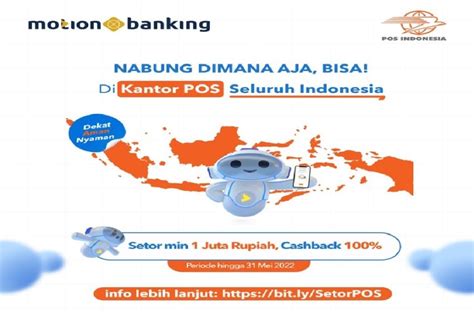 motion banking
POS INDONESIA
NABUNG DIMANA AJA, BISA!
Di Kantor POS Seluruh Indonesia
Dekat
Aman
Nyaman
Setor min 1 Juta Rupiah, Cashback 100%
Periode hingga 31 Mei 2022
info lebih lanjut: https://bit.ly/SetorPOS